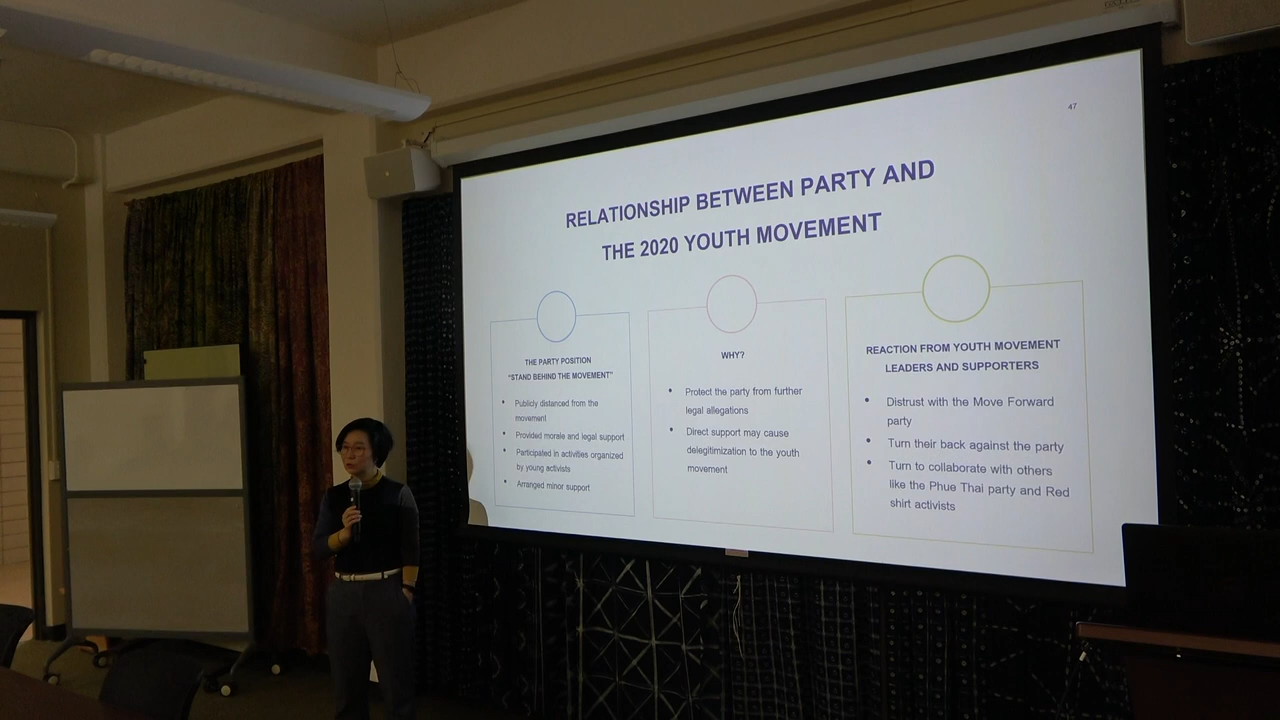 47
RELATIONSHIP BETWEEN PARTY AND
THE 2020 YOUTH MOVEMENT
THE PARTY POSITION
"STAND BEHIND THE MOVEMENT"
• Publicly distanced from the
movement
• Provided morale and legal support
• Participated in activities organized
by young activists
• Arranged minor support
WHY?
• Protect the party from further
legal allegations
• Direct support may cause
delegitimization to the youth
movement
REACTION FROM YOUTH MOVEMENT
LEADERS AND SUPPORTERS
• Distrust with the Move Forward
party
• Turn their back against the party
• Turn to collaborate with others
like the Phue Thai party and Red
shirt activists